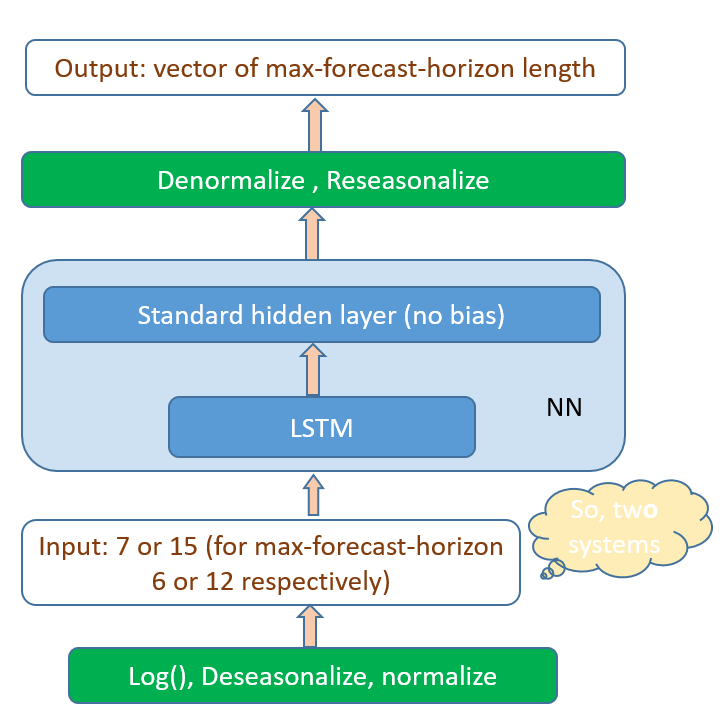 Output: vector of max-forecast-horizon length
Denormalize , Reseasonalize
Standard hidden layer (no bias)
LSTM
NN
So, two
systems
Input: 7 or 15 (for max-forecast-horizon
6 or 12 respectively)
Log(), Deseasonalize, normalize